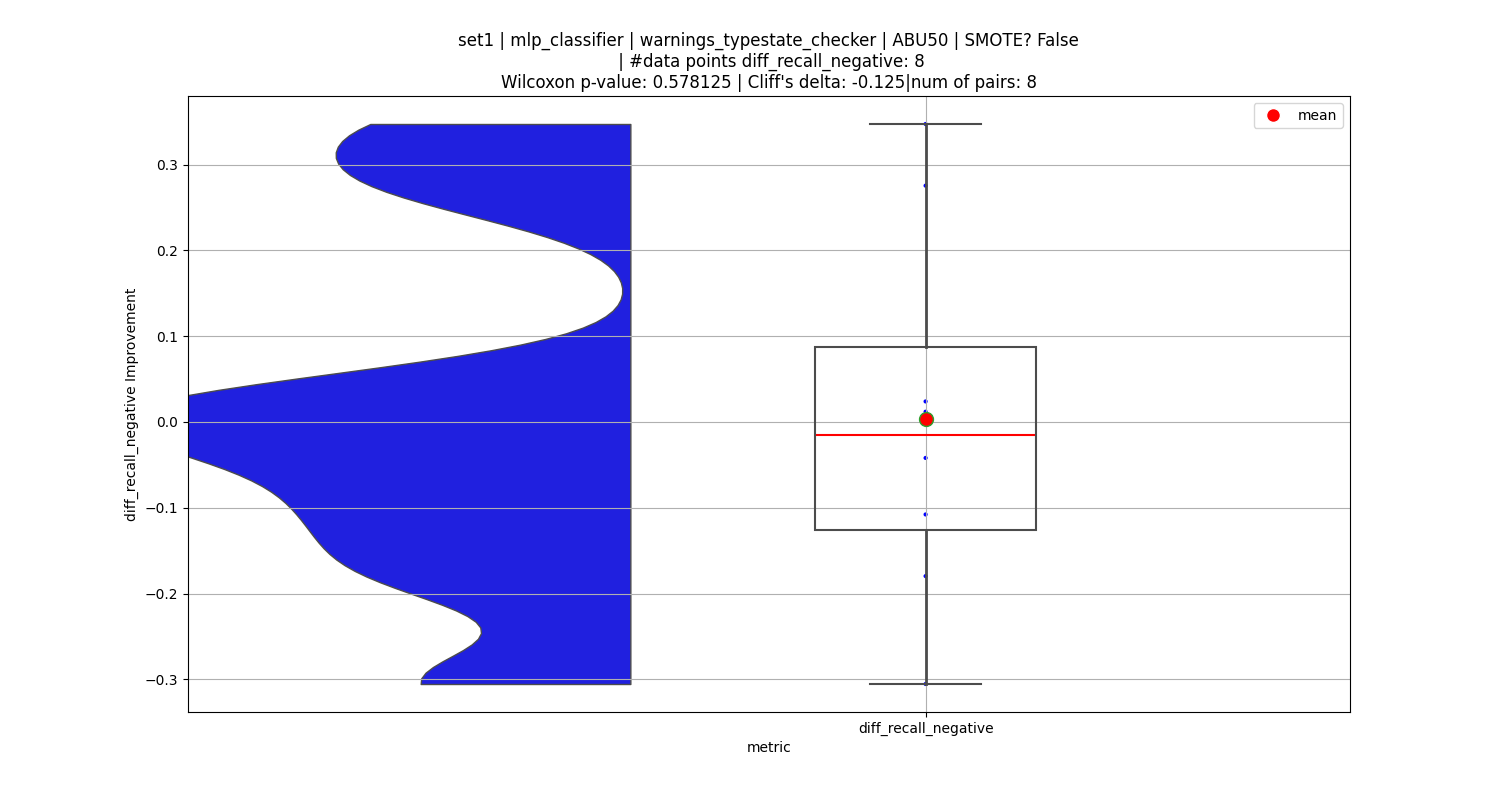 set1 | mlp_classifier | warnings_typestate_checker | ABU50 | SMOTE? False
| #data points diff_recall_negative: 8
Wilcoxon p-value: 0.578125 | Cliff's delta: -0.125|num of pairs: 8
mean
0.3
0.2
0.1
0.0
−0.1
−0.2
−0.3
diff_recall_negative Improvement
diff_recall_negative
metric